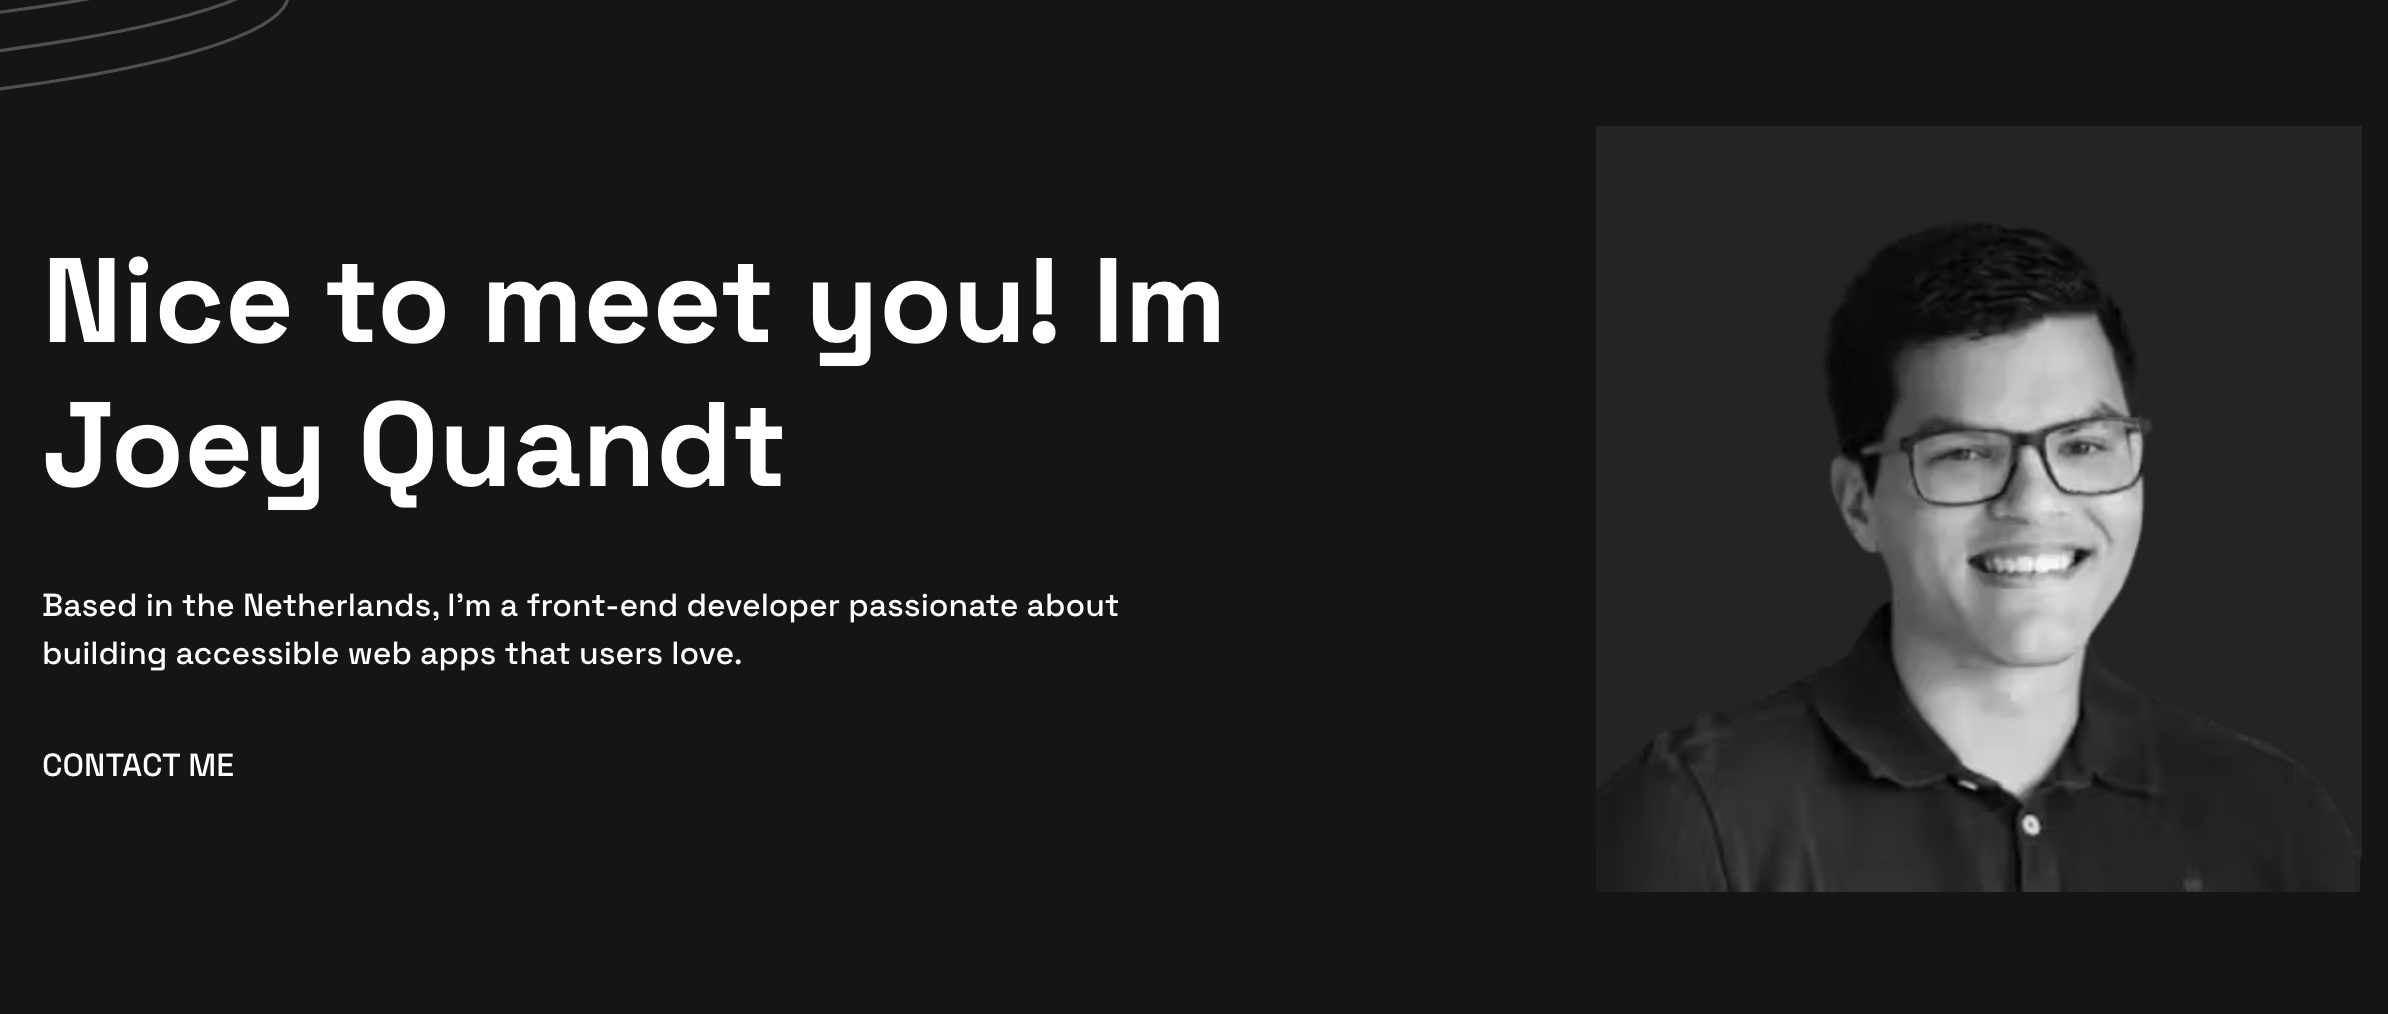 Nice to meet you! Im
Joey Quandt
Based in the Netherlands, I’m a front-end developer passionate about
building accessible web apps that users love.
CONTACT ME